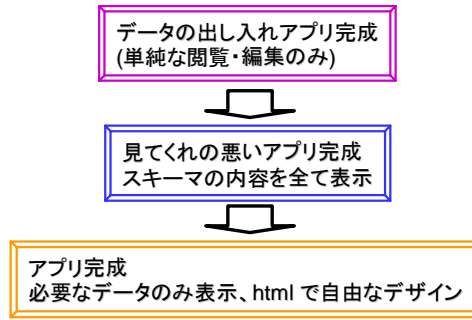 データの出し入れアプリ完成
(単純な閲覧・編集のみ)
見てくれの悪いアプリ完成
スキーマの内容を全て表示
アプリ完成
必要なデータのみ表示、html で自由なデザイン